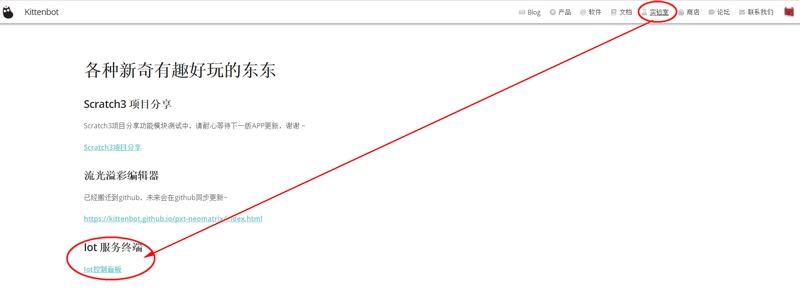 Kittenbot
Blog 产品 软件 文档 实验室 商店 论坛 联系我们
各种新奇有趣好玩的东东
Scratch3 项目分享
Scratch3项目分享功能模块测试中，请耐心等待下一版APP更新，谢谢 ~
Scratch3项目分享
流光溢彩编辑器
已经搬迁到github，未来会在github同步更新~
https://kittenbot.github.io/pxt-neomatrix/index.html
Iot 服务终端
Iot控制面板